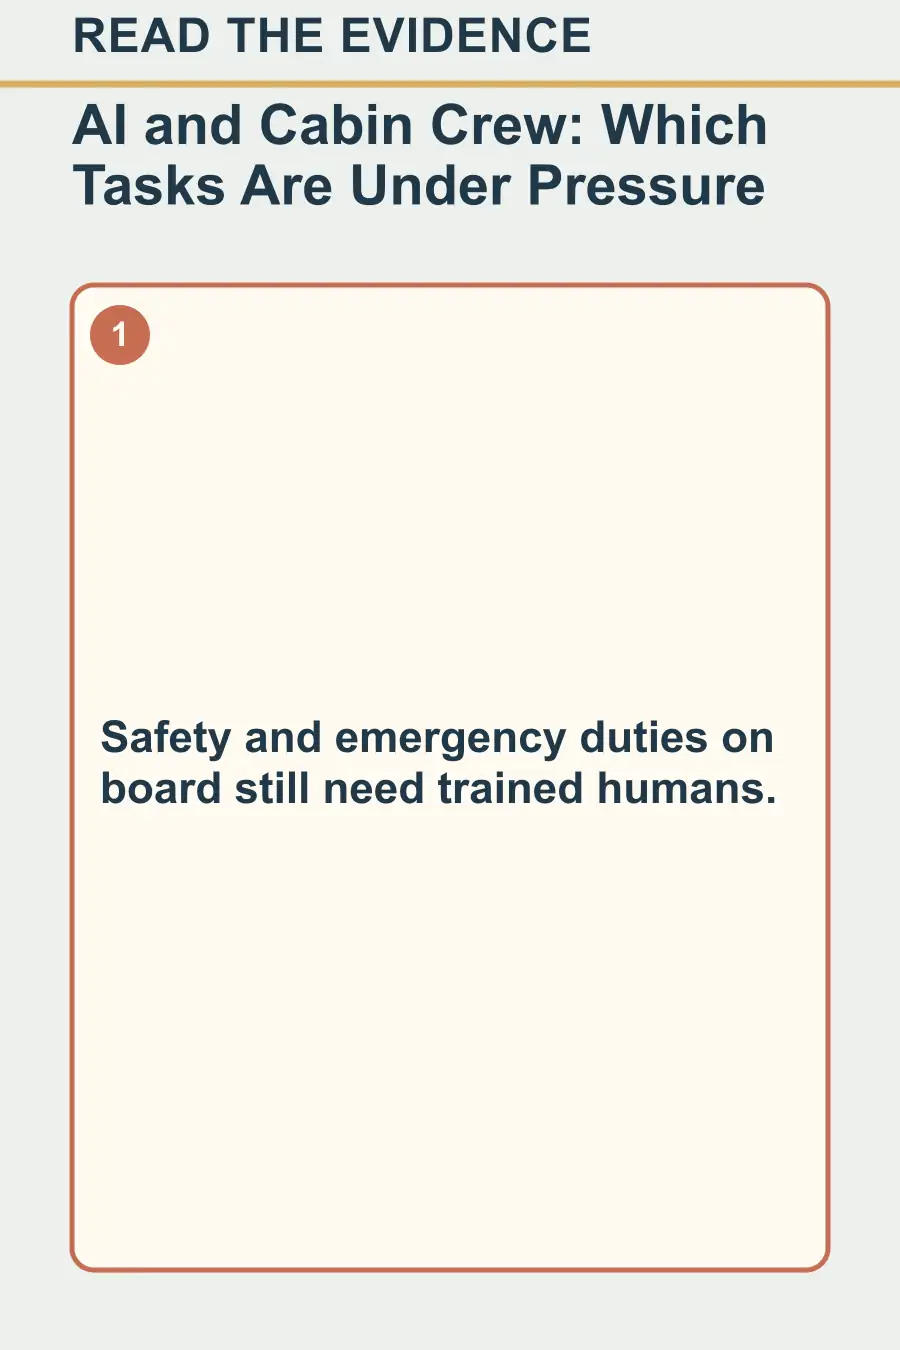 READ THE EVIDENCE
AI and Cabin Crew: Which
Tasks Are Under Pressure
1
Safety and emergency duties on
board still need trained humans.